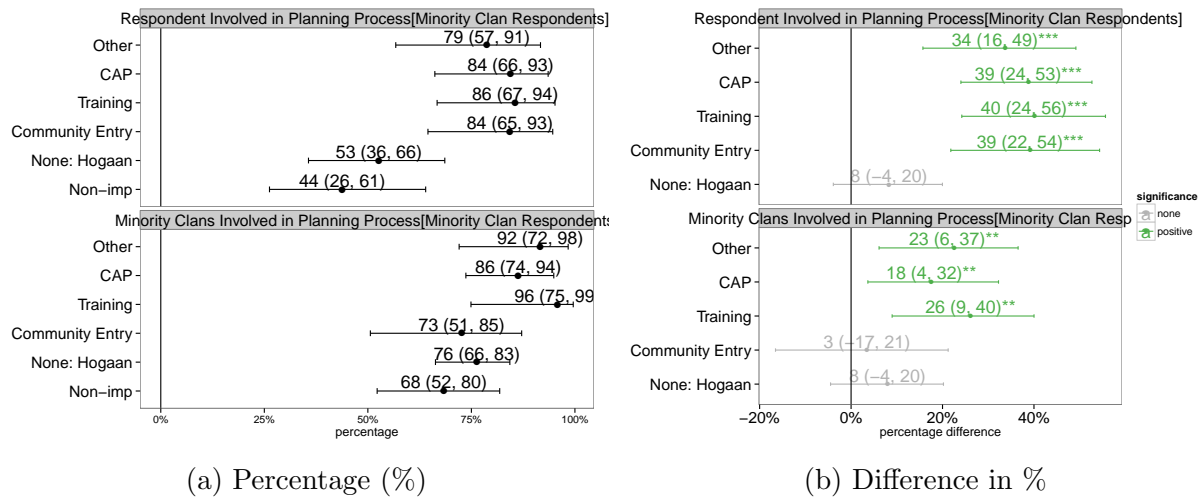 Respondent Involved in Planning Process[Minority Clan Respondents]
Other
79 (57, 91)
CAP
84 (66, 93)
Training
86 (67, 94)
Community Entry
84 (65, 93)
None: Hogaan
53 (36, 66)
Non−imp
44 (26, 61)
Minority Clans Involved in Planning Process[Minority Clan Respondents
Other
92 (72, 98)
CAP
86 (74, 94)
Training
96 (75, 99
Community Entry
73 (51, 85)
None: Hogaan
76 (66, 83)
Non−imp
68 (52, 80)
0% 25% 50% 75% 100%
percentage
(a) Percentage (%)
Respondent Involved in Planning Process[Minority Clan Respondents]
Other
34 (16, 49)***
CAP
39 (24, 53)***
Training
40 (24, 56)***
Community Entry
39 (22, 54)***
None: Hogaan
8 (−4, 20)
Minority Clans Involved in Planning Process[Minority Clan Resp
Other
23 (6, 37)**
CAP
18 (4, 32)**
Training
26 (9, 40)**
Community Entry
3 (−17, 21)
None: Hogaan
8 (−4, 20)
−20% 0% 20% 40%
percentage difference
significance
a none
a positive
(b) Difference in %